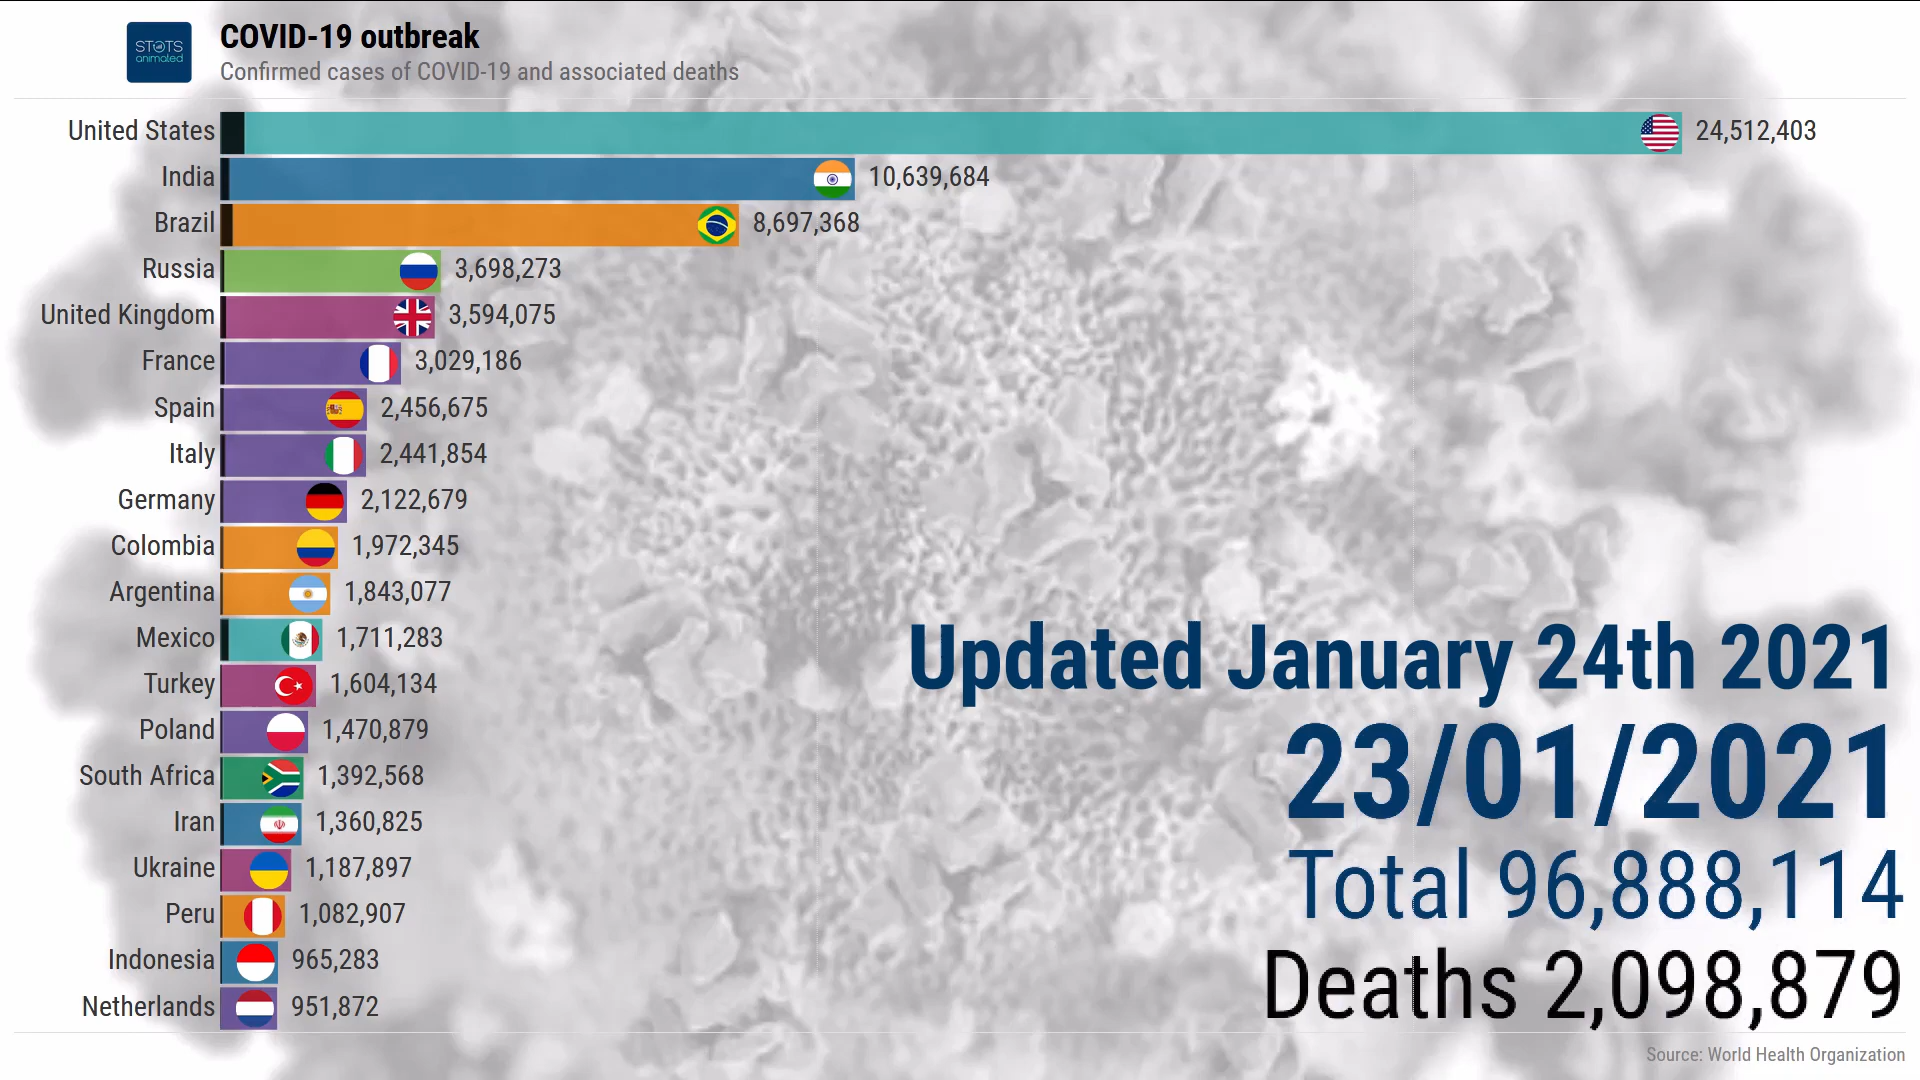 STATS
animated
COVID-19 outbreak
Confirmed cases of COVID-19 and associated deaths
United States 24,512,403
India 10,639,684
Brazil 8,697,368
Russia 3,698,273
United Kingdom 3,594,075
France 3,029,186
Spain 2,456,675
Italy 2,441,854
Germany 2,122,679
Colombia 1,972,345
Argentina 1,843,077
Mexico 1,711,283
Turkey 1,604,134
Poland 1,470,879
South Africa 1,392,568
Iran 1,360,825
Ukraine 1,187,897
Peru 1,082,907
Indonesia 965,283
Netherlands 951,872
Updated January 24th 2021
23/01/2021
Total 96,888,114
Deaths 2,098,879
Source: World Health Organization